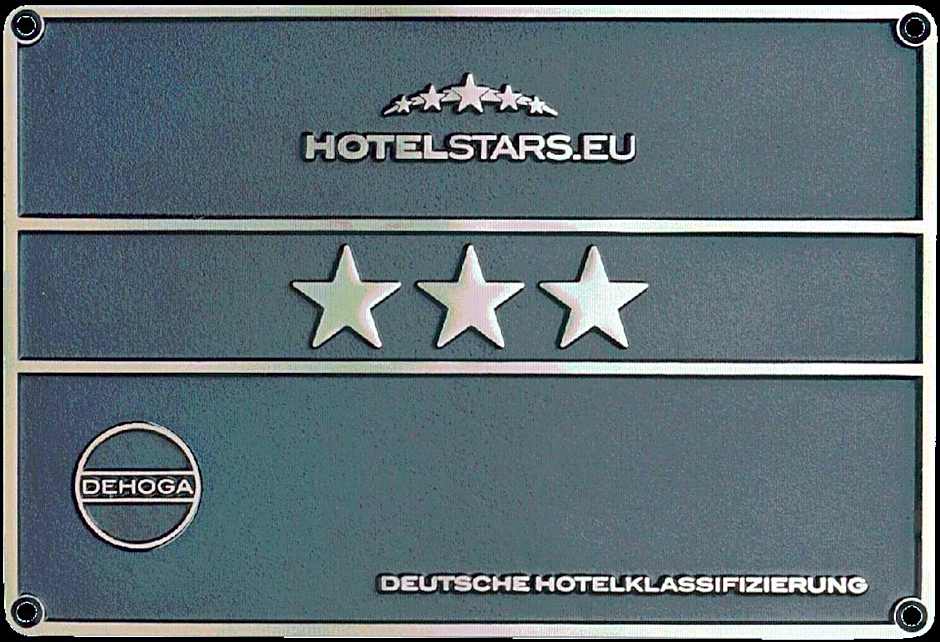 HOTELSTARS.EU
DEHOGA
DEUTSCHE HOTELKLASSIFIZIERUNG